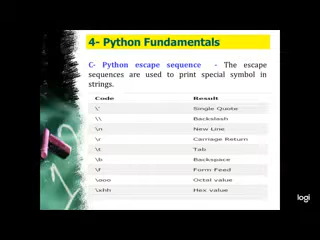 4- Python Fundamentals
C- Python escape sequence - The escape
sequences are used to print special symbol in
strings.
Code Result
\' Single Quote
\\ Backslash
\n New Line
\r Carriage Return
\t Tab
\b Backspace
\f Form Feed
\ooo Octal value
\xhh Hex value
logi